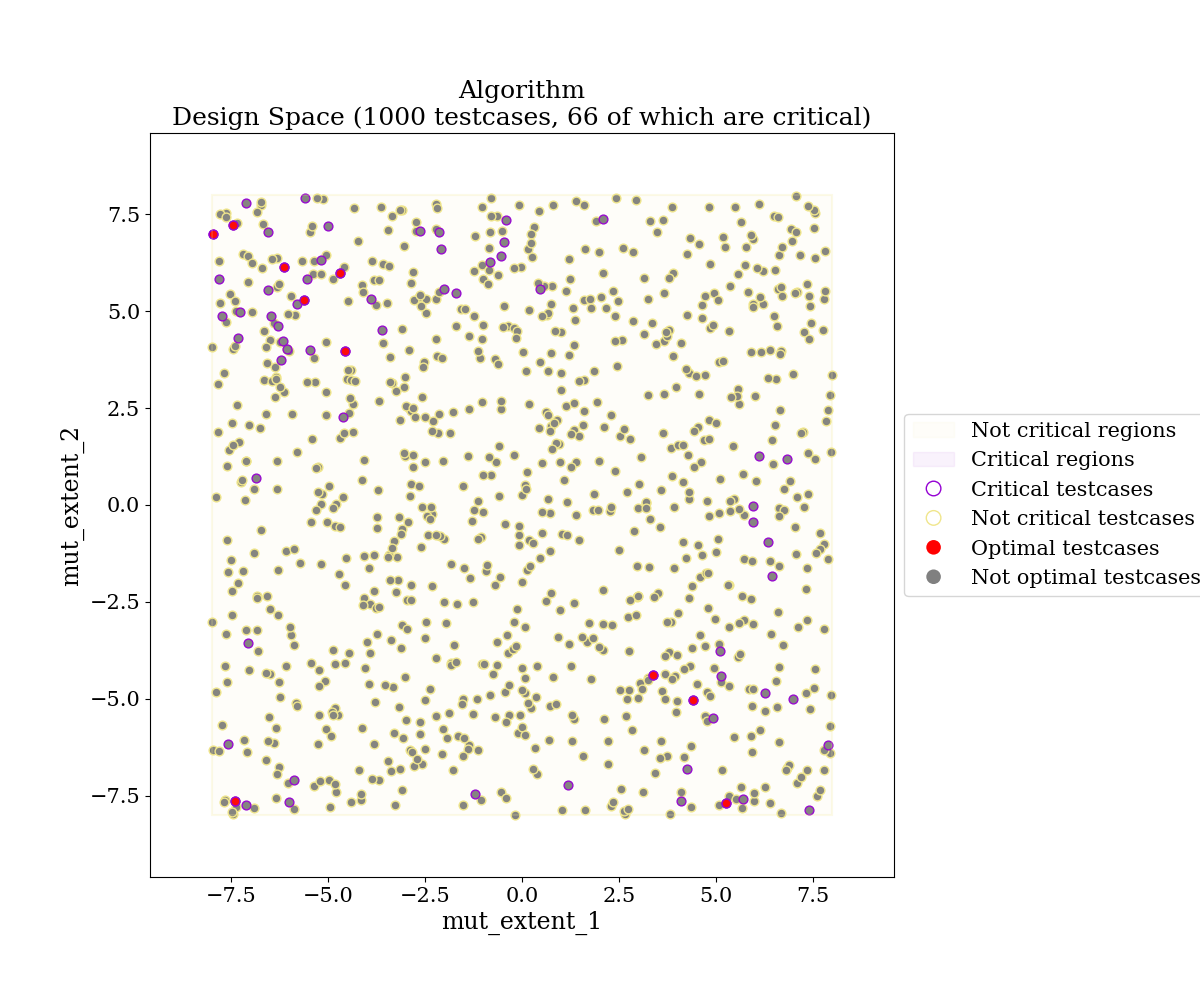 Algorithm
Design Space (1000 testcases, 66 of which are critical)
7.5
5.0
2.5
0.0
−2.5
−5.0
−7.5
mut_extent_2
−7.5 −5.0 −2.5 0.0 2.5 5.0 7.5
mut_extent_1
Not critical regions
Critical regions
Critical testcases
Not critical testcases
Optimal testcases
Not optimal testcases